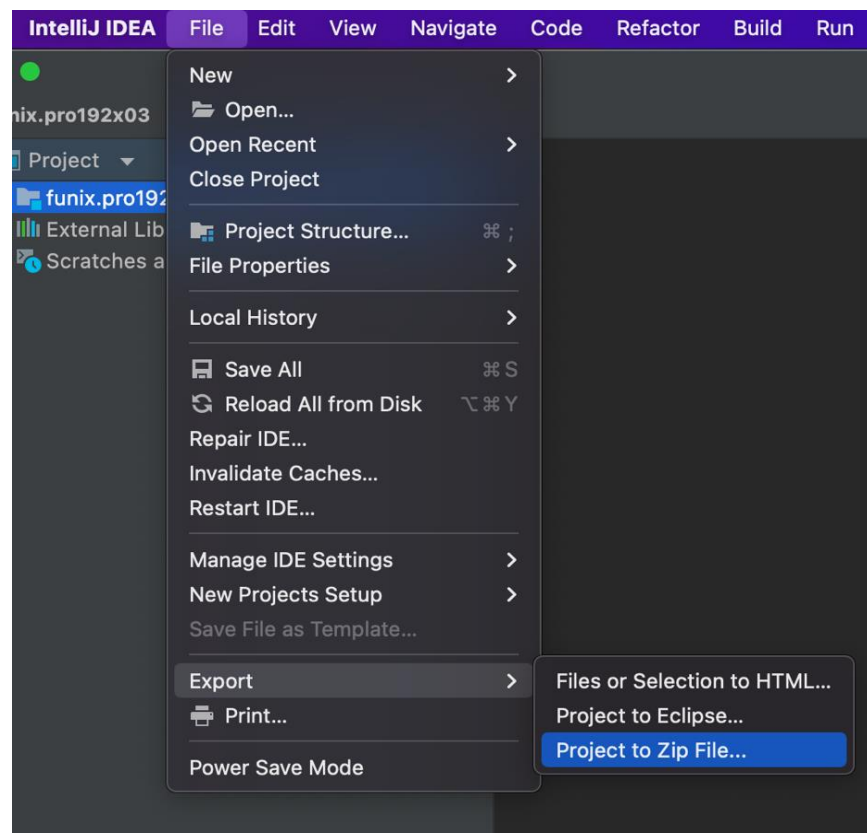 IntelliJ IDEA File Edit View Navigate Code Refactor Build Run
nix.pro192x03
Project
funix.pro192
External Lib
Scratches a
New
Open...
Open Recent
Close Project
Project Structure... ⌘ ;
File Properties
Local History
Save All ⌘ S
Reload All from Disk ⌥ ⌘ Y
Repair IDE...
Invalidate Caches...
Restart IDE...
Manage IDE Settings
New Projects Setup
Save File as Template...
Export
Print...
Power Save Mode
Files or Selection to HTML...
Project to Eclipse...
Project to Zip File...